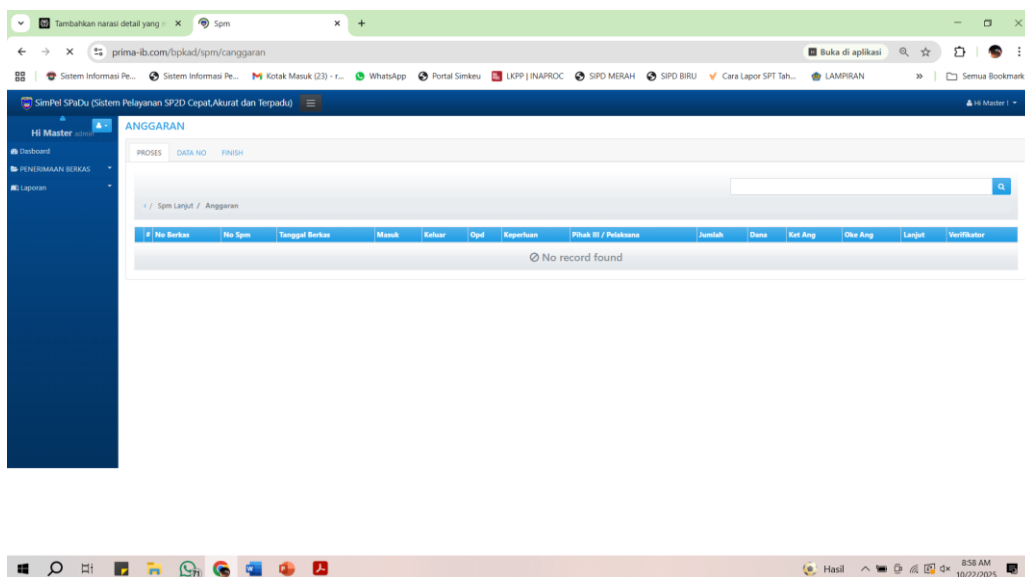 Tambahkan narasi detail yang
Spm
prima-ib.com/bpkad/spm/canggaran
Buka di aplikasi
Sistem Informasi Pe...
Sistem Informasi Pe...
Kotak Masuk (23) - r...
WhatsApp
Portal Simkeu
LKPP | INAPROC
SIPD MERAH
SIPD BIRU
Cara Lapor SPT Tah...
LAMPIRAN
»
Semua Bookmark
SimPel SPaDu (Sistem Pelayanan SP2D Cepat,Akurat dan Terpadu)
Hi Master !
Hi Master admin
ANGGARAN
Dasboard
PENERIMAAN BERKAS
Laporan
PROSES
DATA NO
FINISH
/ Spm Lanjut / Anggaran
# No Berkas No Spm Tanggal Berkas Masuk Keluar Opd Keperluan Pihak III / Pelaksana Jumlah Dana Ket Ang Oke Ang Lanjut Verifikator
No record found
Hasil
8:58 AM
10/22/2025